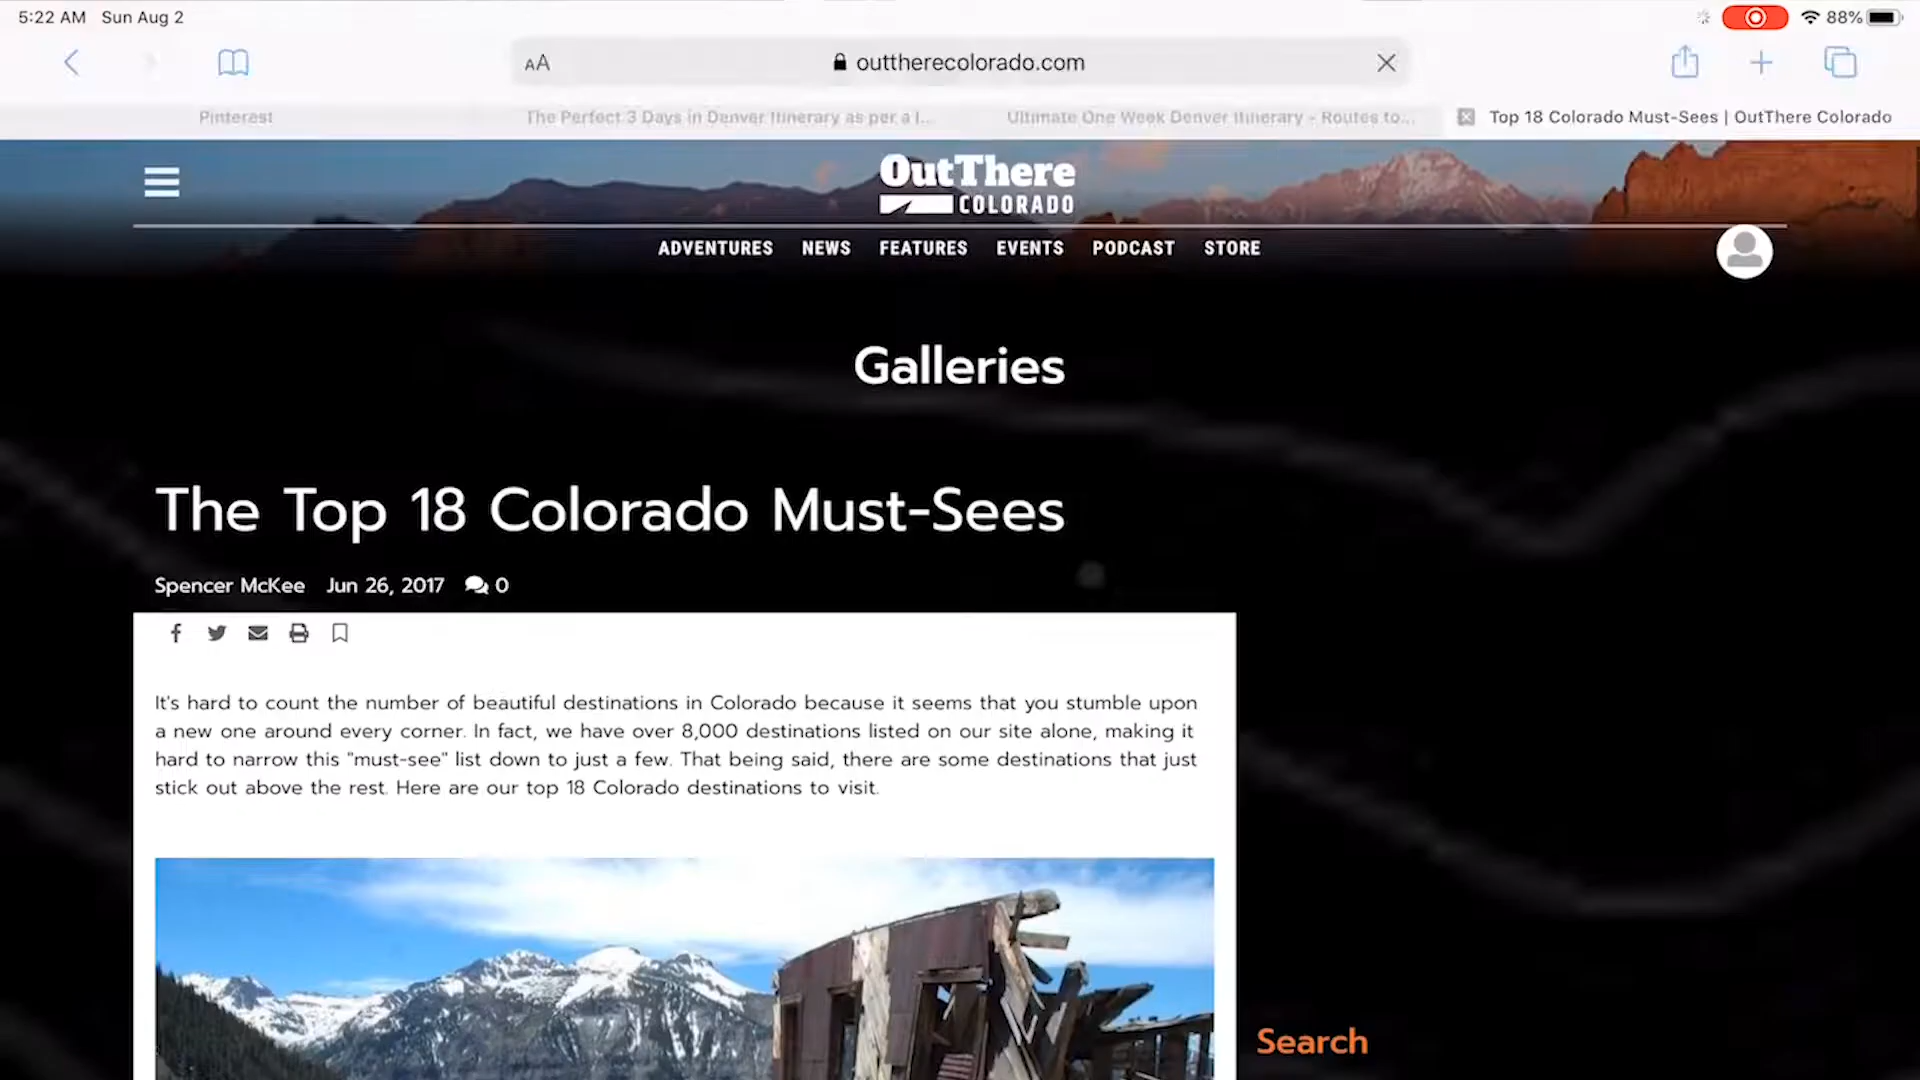 5:22 AM Sun Aug 2
88%
AA
outtherecolorado.com
Pinterest
The Perfect 3 Days in Denver Itinerary as per a l...
Ultimate One Week Denver Itinerary - Routes to...
Top 18 Colorado Must-Sees | OutThere Colorado
OutThere
COLORADO
ADVENTURES NEWS FEATURES EVENTS PODCAST STORE
Galleries
The Top 18 Colorado Must-Sees
Spencer McKee Jun 26, 2017 0
It's hard to count the number of beautiful destinations in Colorado because it seems that you stumble upon
a new one around every corner. In fact, we have over 8,000 destinations listed on our site alone, making it
hard to narrow this "must-see" list down to just a few. That being said, there are some destinations that just
stick out above the rest. Here are our top 18 Colorado destinations to visit.
Search